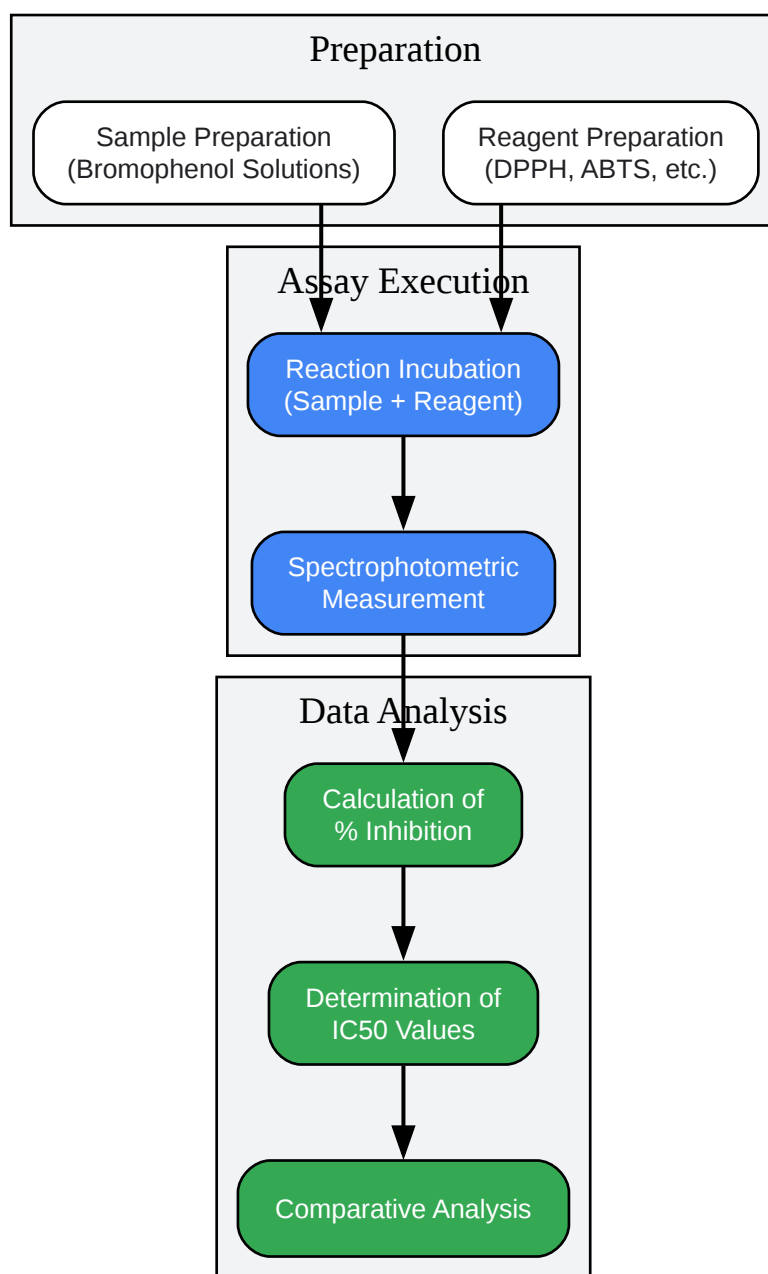 Preparation
Sample Preparation
(Bromophenol Solutions)
Reagent Preparation
(DPPH, ABTS, etc.)
Assay Execution
Reaction Incubation
(Sample + Reagent)
Spectrophotometric
Measurement
Data Analysis
Calculation of
% Inhibition
Determination of
IC50 Values
Comparative Analysis